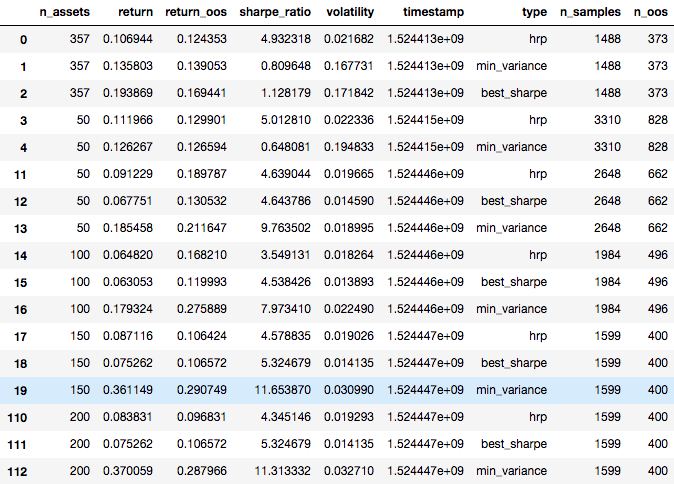 n_assets return return_oos sharpe_ratio volatility timestamp type n_samples n_oos
0 357 0.106944 0.124353 4.932318 0.021682 1.524413e+09 hrp 1488 373
1 357 0.135803 0.139053 0.809648 0.167731 1.524413e+09 min_variance 1488 373
2 357 0.193869 0.169441 1.128179 0.171842 1.524413e+09 best_sharpe 1488 373
3 50 0.111966 0.129901 5.012810 0.022336 1.524415e+09 hrp 3310 828
4 50 0.126267 0.126594 0.648081 0.194833 1.524415e+09 min_variance 3310 828
11 50 0.091229 0.189787 4.639044 0.019665 1.524446e+09 hrp 2648 662
12 50 0.067751 0.130532 4.643786 0.014590 1.524446e+09 best_sharpe 2648 662
13 50 0.185458 0.211647 9.763502 0.018995 1.524446e+09 min_variance 2648 662
14 100 0.064820 0.168210 3.549131 0.018264 1.524446e+09 hrp 1984 496
15 100 0.063053 0.119993 4.538426 0.013893 1.524446e+09 best_sharpe 1984 496
16 100 0.179324 0.275889 7.973410 0.022490 1.524446e+09 min_variance 1984 496
17 150 0.087116 0.106424 4.578835 0.019026 1.524447e+09 hrp 1599 400
18 150 0.075262 0.106572 5.324679 0.014135 1.524447e+09 best_sharpe 1599 400
19 150 0.361149 0.290749 11.653870 0.030990 1.524447e+09 min_variance 1599 400
110 200 0.083831 0.096831 4.345146 0.019293 1.524447e+09 hrp 1599 400
111 200 0.075262 0.106572 5.324679 0.014135 1.524447e+09 best_sharpe 1599 400
112 200 0.370059 0.287966 11.313332 0.032710 1.524447e+09 min_variance 1599 400